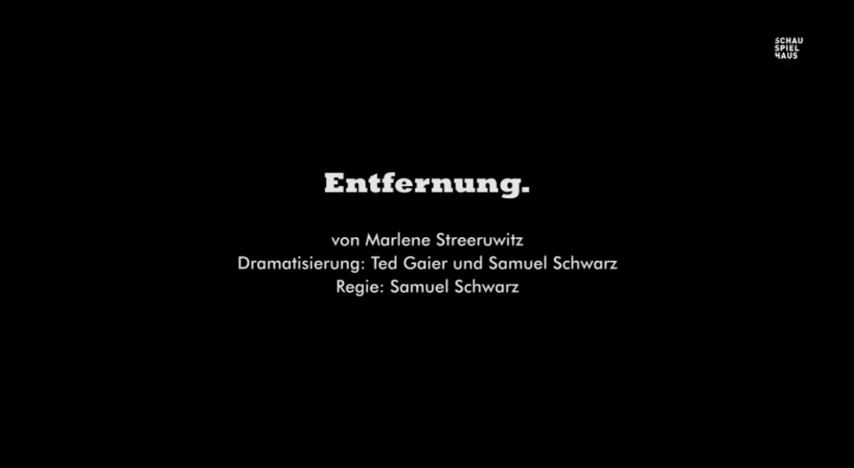 SCHAU
SPIEL
HAUS
Entfernung.
von Marlene Streeruwitz
Dramatisierung: Ted Gaier und Samuel Schwarz
Regie: Samuel Schwarz